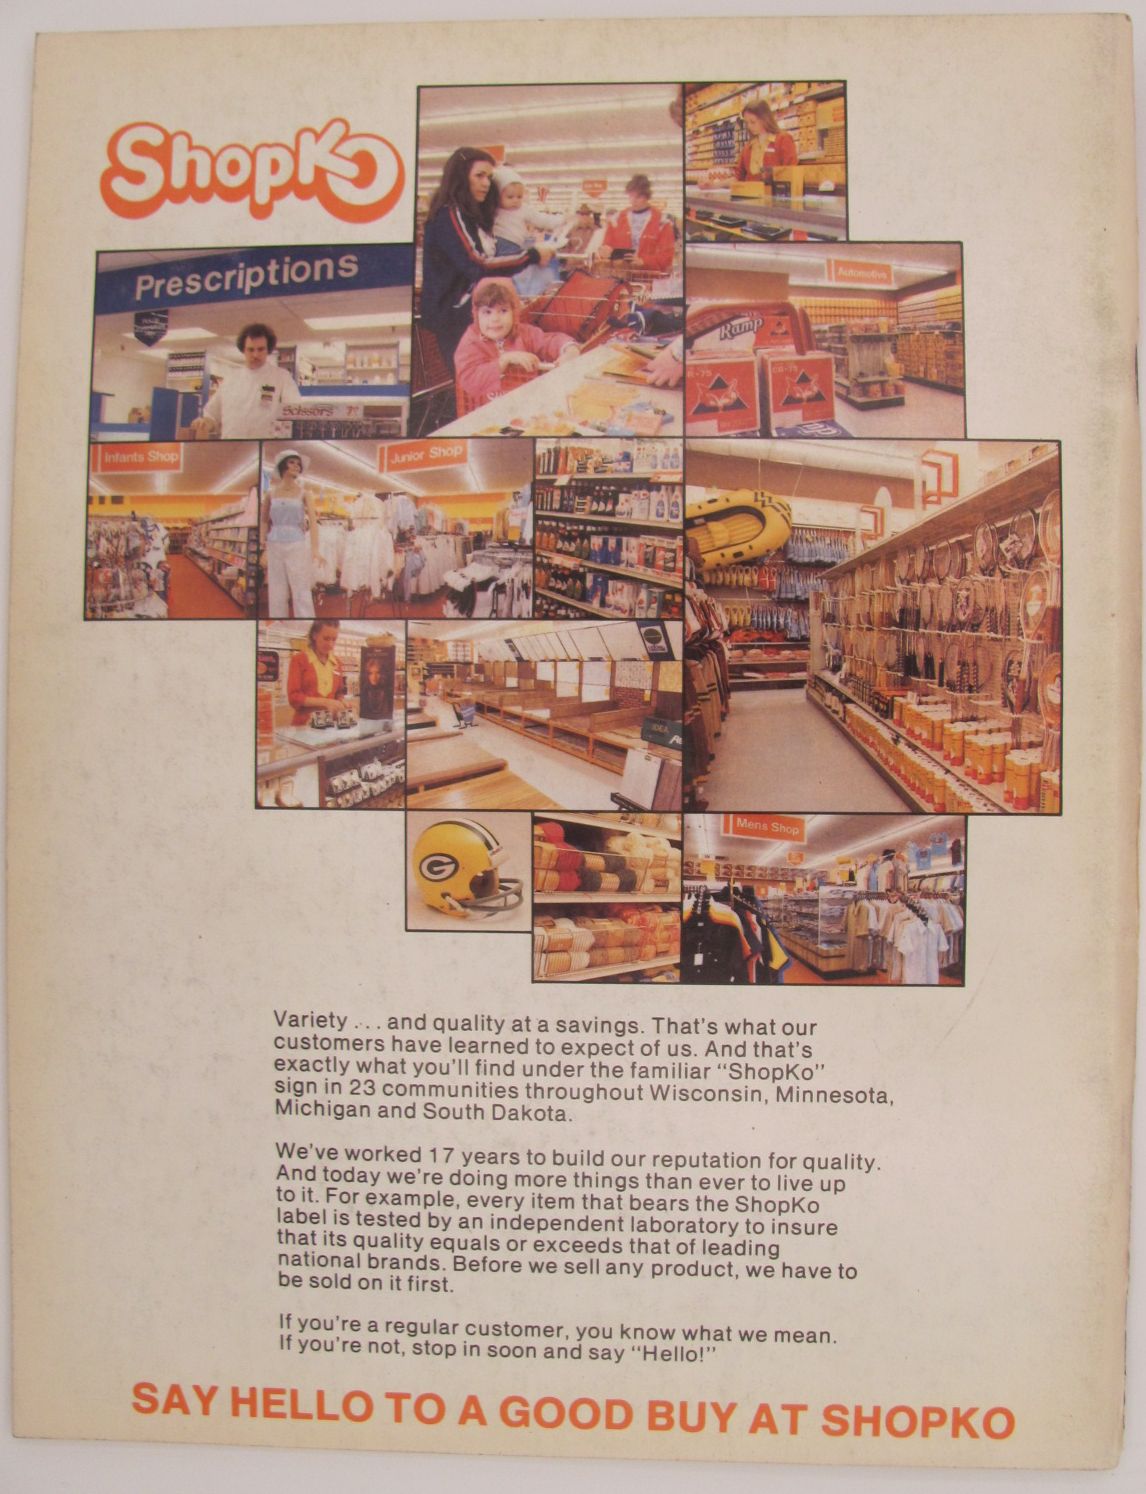 ShopKO
Prescriptions
Scissors
Automotive
Ramp
Infants Shop
Junior Shop
Mens Shop
G
Variety . . . and quality at a savings. That's what our
customers have learned to expect of us. And that's
exactly what you'll find under the familiar "ShopKo"
sign in 23 communities throughout Wisconsin, Minnesota,
Michigan and South Dakota.
We've worked 17 years to build our reputation for quality.
And today we're doing more things than ever to live up
to it. For example, every item that bears the ShopKo
label is tested by an independent laboratory to insure
that its quality equals or exceeds that of leading
national brands. Before we sell any product, we have to
be sold on it first.
If you're a regular customer, you know what we mean.
If you're not, stop in soon and say "Hello!"
SAY HELLO TO A GOOD BUY AT SHOPKO